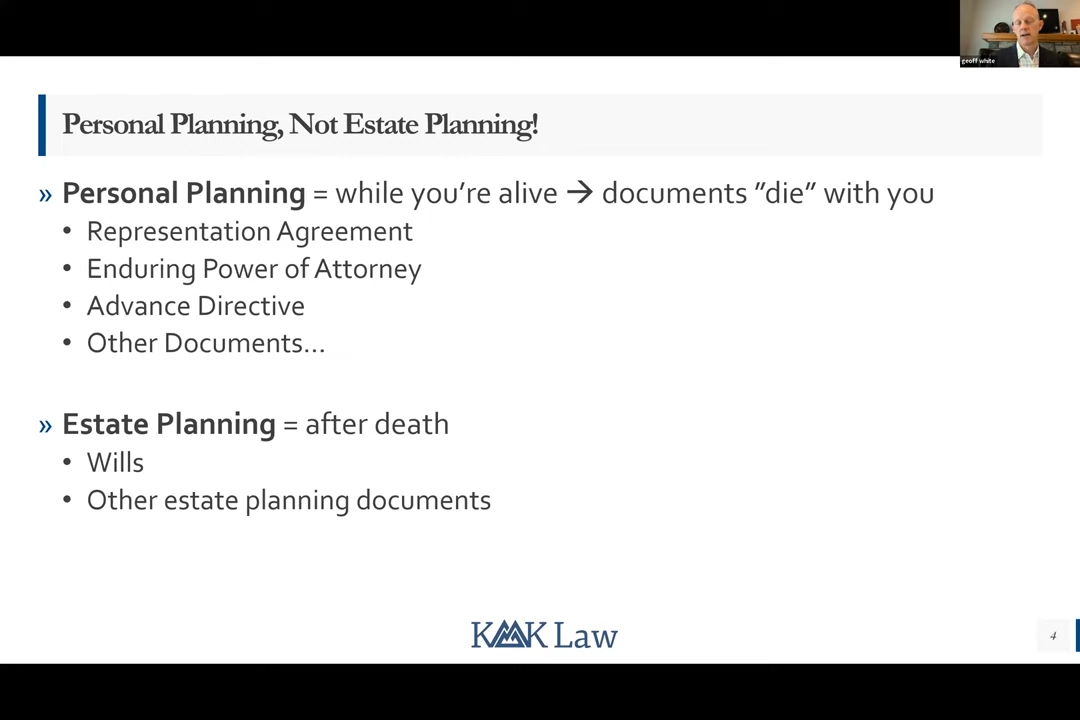 geoff white
Personal Planning, Not Estate Planning!
» Personal Planning = while you’re alive → documents ”die” with you
• Representation Agreement
• Enduring Power of Attorney
• Advance Directive
• Other Documents…
» Estate Planning = after death
• Wills
• Other estate planning documents
KMK Law
4